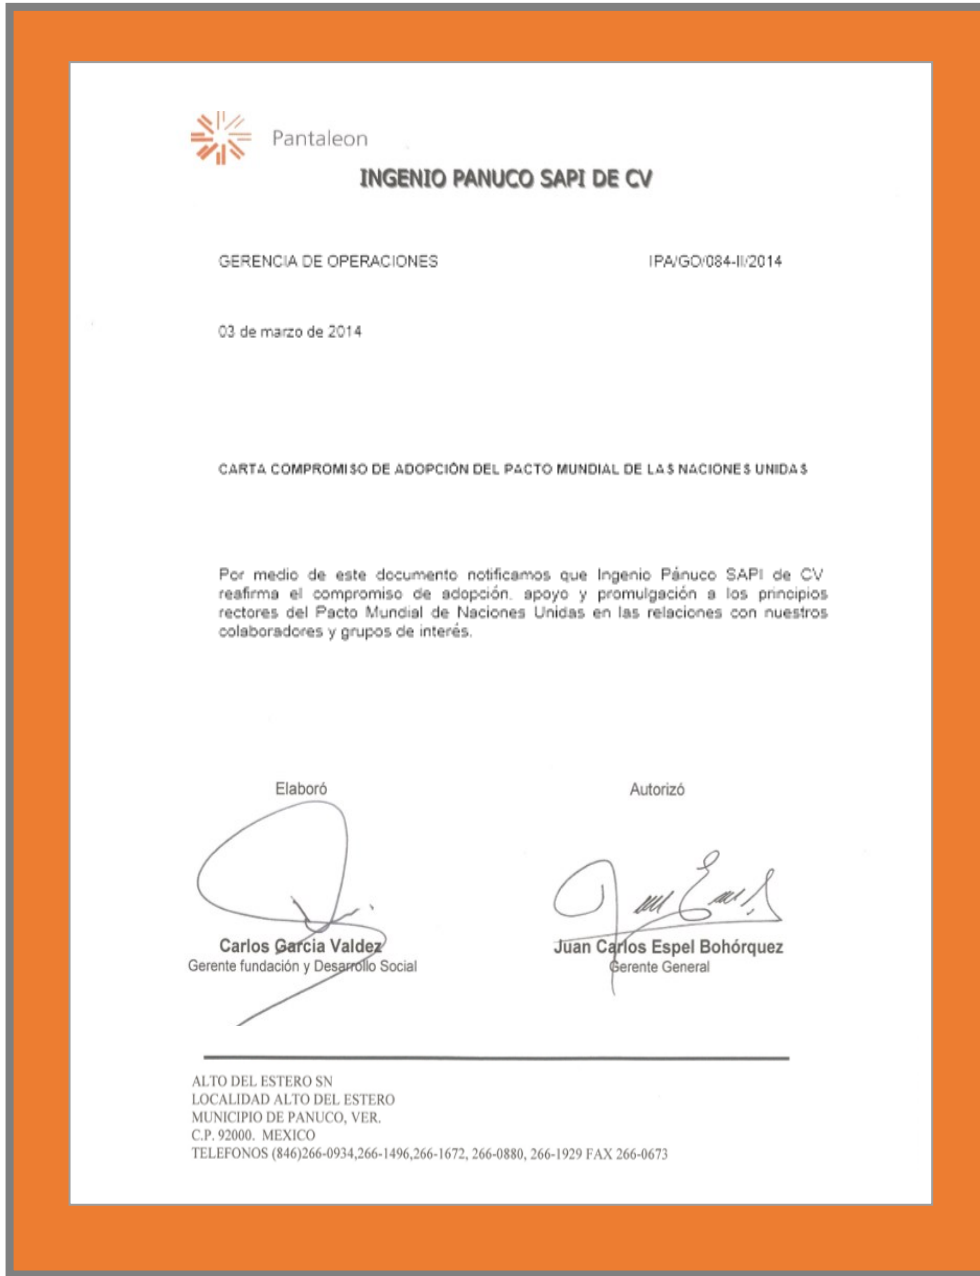 Pantaleon
INGENIO PANUCO SAPI DE CV
GERENCIA DE OPERACIONES IPA/GO/084-II/2014
03 de marzo de 2014
CARTA COMPROMISO DE ADOPCIÓN DEL PACTO MUNDIAL DE LAS NACIONES UNIDAS
Por medio de este documento notificamos que Ingenio Pánuco SAPI de CV
reafirma el compromiso de adopción, apoyo y promulgación a los principios
rectores del Pacto Mundial de Naciones Unidas en las relaciones con nuestros
colaboradores y grupos de interés.
Elaboró Autorizó
Carlos García Valdez Juan Carlos Espel Bohórquez
Gerente fundación y Desarrollo Social Gerente General
ALTO DEL ESTERO SN
LOCALIDAD ALTO DEL ESTERO
MUNICIPIO DE PANUCO, VER.
C.P. 92000. MEXICO
TELEFONOS (846)266-0934,266-1496,266-1672, 266-0880, 266-1929 FAX 266-0673